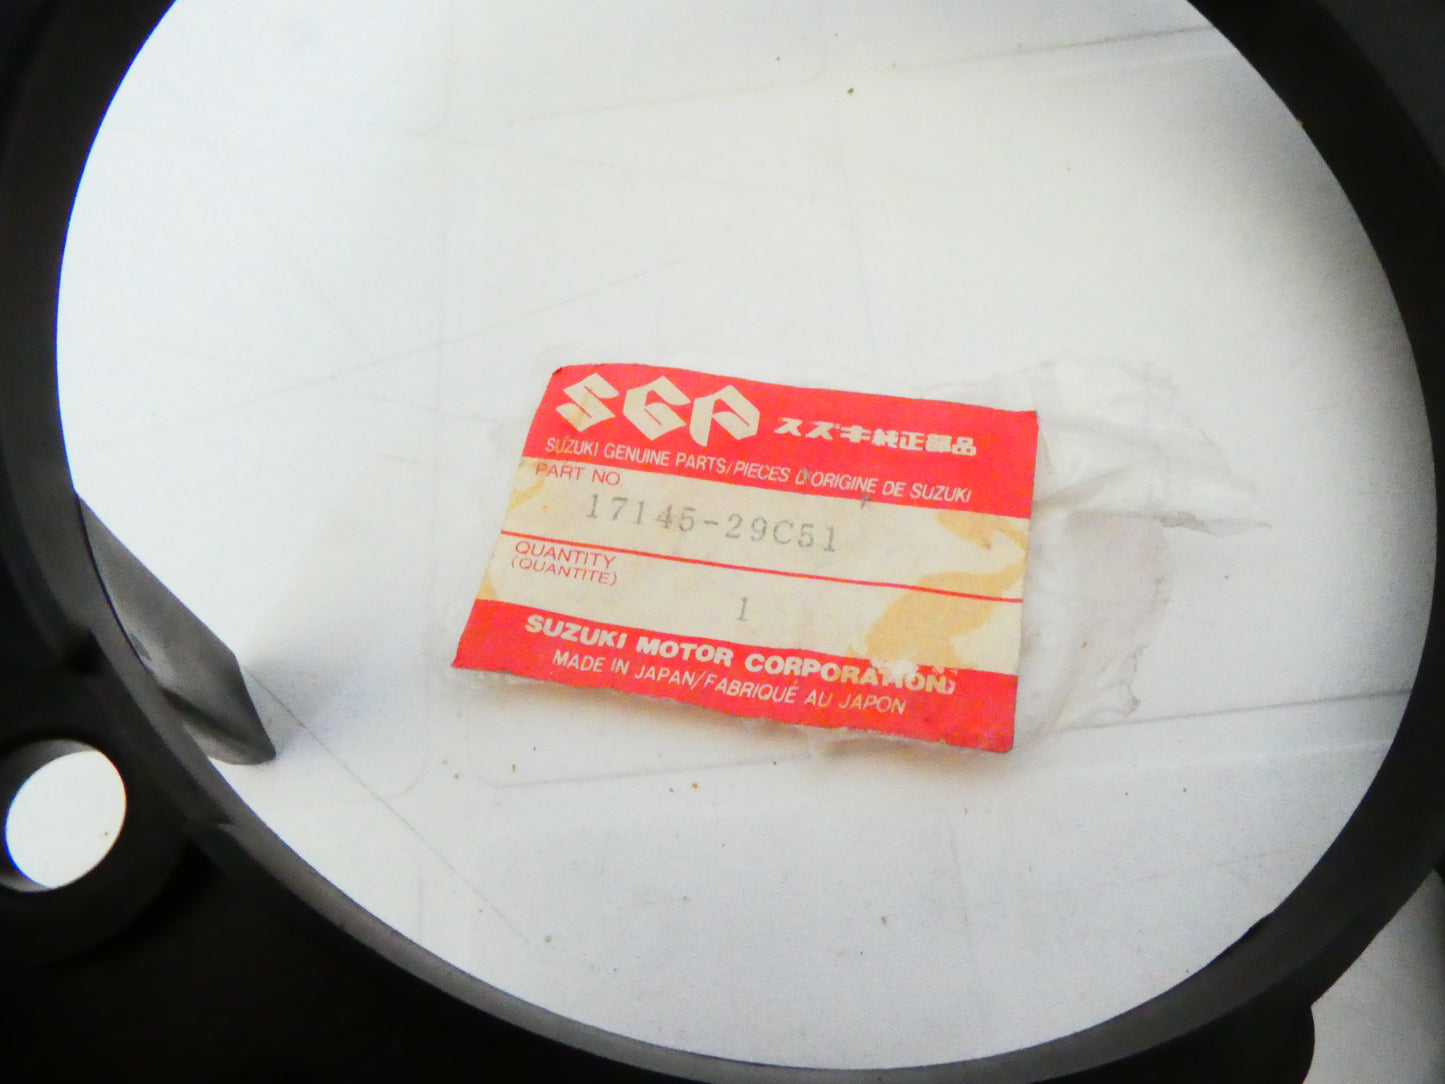 SGP スズキ純正部品
SUZUKI GENUINE PARTS/PIECES D'ORIGINE DE SUZUKI
PART NO.
17145-29C51
QUANTITY
(QUANTITE)
1
SUZUKI MOTOR CORPORATION
MADE IN JAPAN/FABRIQUÉ AU JAPON